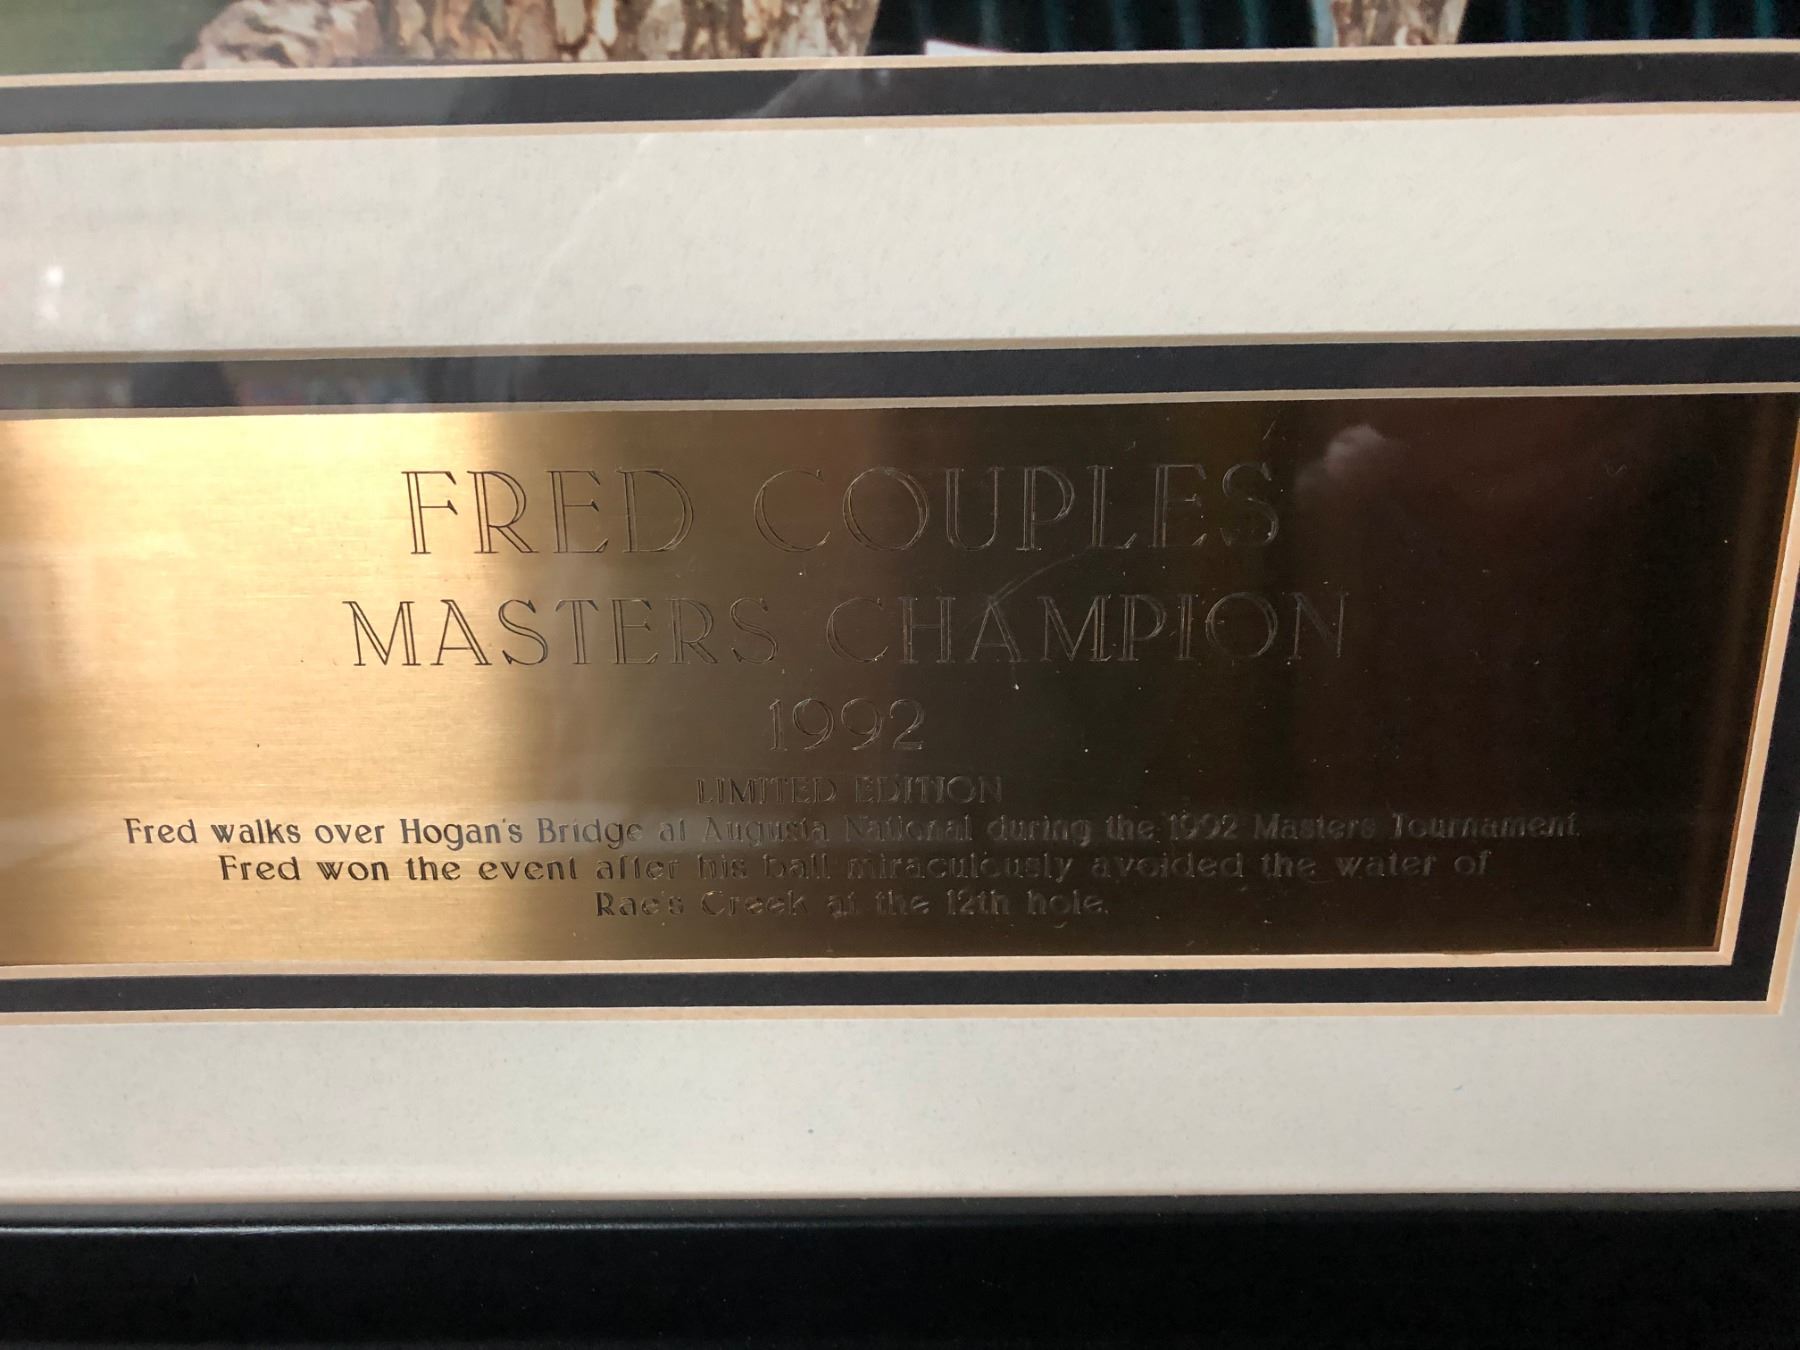 FRED COUPLES
MASTERS CHAMPION
1992
LIMITED EDITION
Fred walks over Hogan's Bridge at Augusta National during the 1992 Masters Tournament
Fred won the event after his ball miraculously avoided the water of
Rae's Creek at the 12th hole.